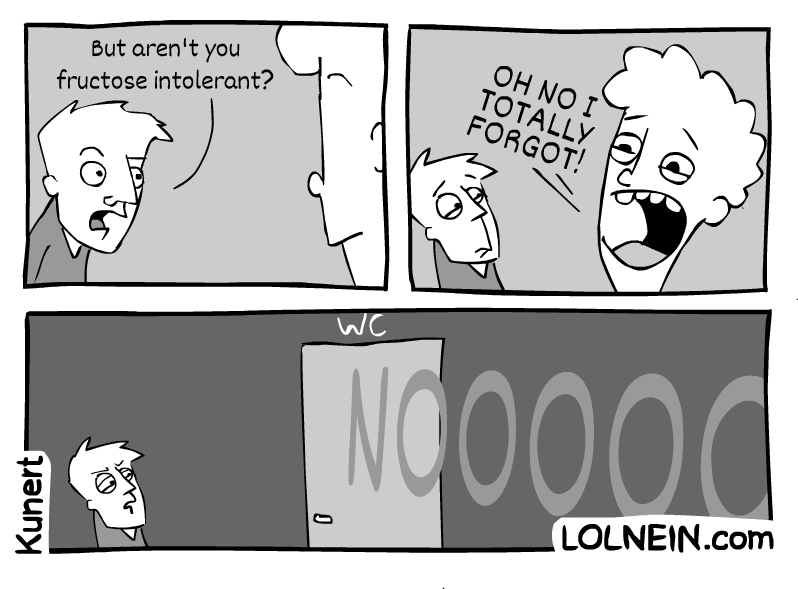 But aren't you
fructose intolerant?
OH NO I
TOTALLY
FORGOT!
WC
NOOOOO
Kunert
LOLNEIN.com